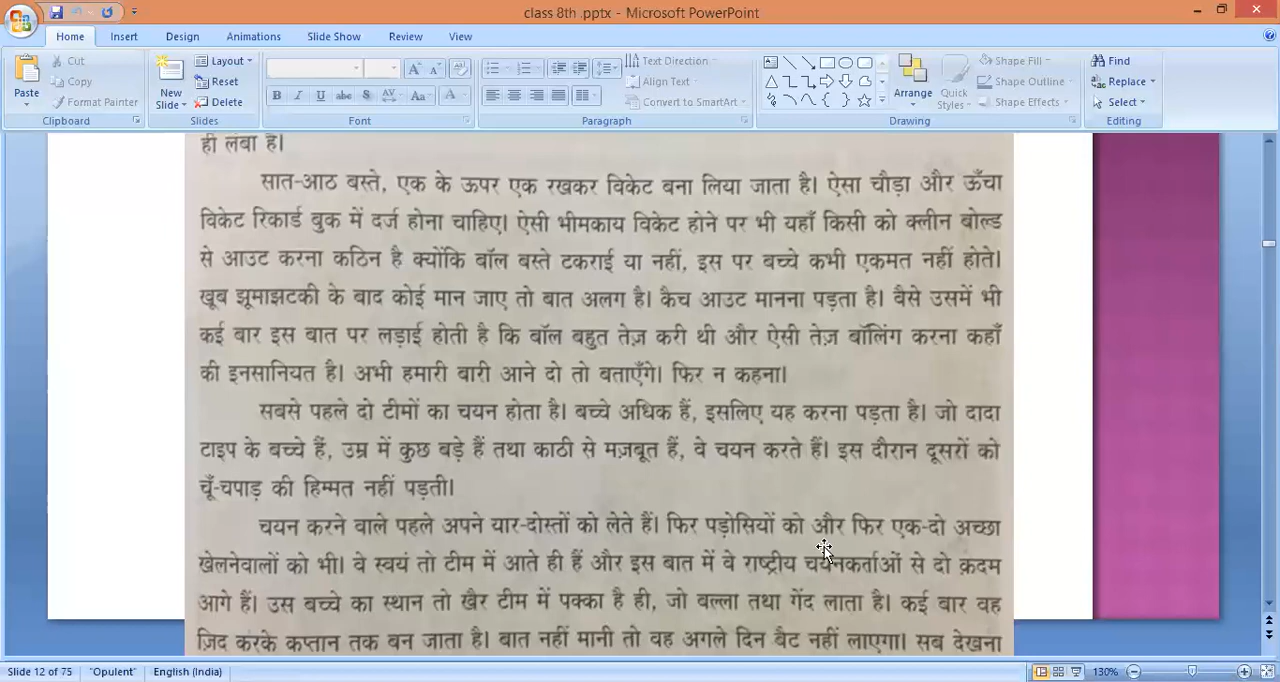 class 8th .pptx - Microsoft PowerPoint
Home Insert Design Animations Slide Show Review View
Paste Cut Copy Format Painter
New Slide Layout Reset Delete
B I U abc S AV Aa A
Text Direction Align Text Convert to SmartArt
Arrange Quick Styles Shape Fill Shape Outline Shape Effects
Find Replace Select
Clipboard Slides Font Paragraph Drawing Editing
ही लंबा है।
सात-आठ बस्ते, एक के ऊपर एक रखकर विकेट बना लिया जाता है। ऐसा चौड़ा और ऊँचा
विकेट रिकार्ड बुक में दर्ज होना चाहिए। ऐसी भीमकाय विकेट होने पर भी यहाँ किसी को क्लीन बोल्ड
से आउट करना कठिन है क्योंकि बॉल बस्ते टकराई या नहीं, इस पर बच्चे कभी एकमत नहीं होते।
खूब झूमाझटकी के बाद कोई मान जाए तो बात अलग है। कैच आउट मानना पड़ता है। वैसे उसमें भी
कई बार इस बात पर लड़ाई होती है कि बॉल बहुत तेज़ करी थी और ऐसी तेज़ बॉलिंग करना कहाँ
की इनसानियत है। अभी हमारी बारी आने दो तो बताएँगे। फिर न कहना।
सबसे पहले दो टीमों का चयन होता है। बच्चे अधिक हैं, इसलिए यह करना पड़ता है। जो दादा
टाइप के बच्चे हैं, उम्र में कुछ बड़े हैं तथा काठी से मज़बूत हैं, वे चयन करते हैं। इस दौरान दूसरों को
चूँ-चपाड़ की हिम्मत नहीं पड़ती।
चयन करने वाले पहले अपने यार-दोस्तों को लेते हैं। फिर पड़ोसियों को और फिर एक-दो अच्छा
खेलनेवालों को भी। वे स्वयं तो टीम में आते ही हैं और इस बात में वे राष्ट्रीय चयनकर्ताओं से दो क़दम
आगे हैं। उस बच्चे का स्थान तो खैर टीम में पक्का है ही, जो बल्ला तथा गेंद लाता है। कई बार वह
ज़िद करके कप्तान तक बन जाता है। बात नहीं मानी तो वह अगले दिन बैट नहीं लाएगा। सब देखना
Slide 12 of 75 "Opulent" English (India) 130%